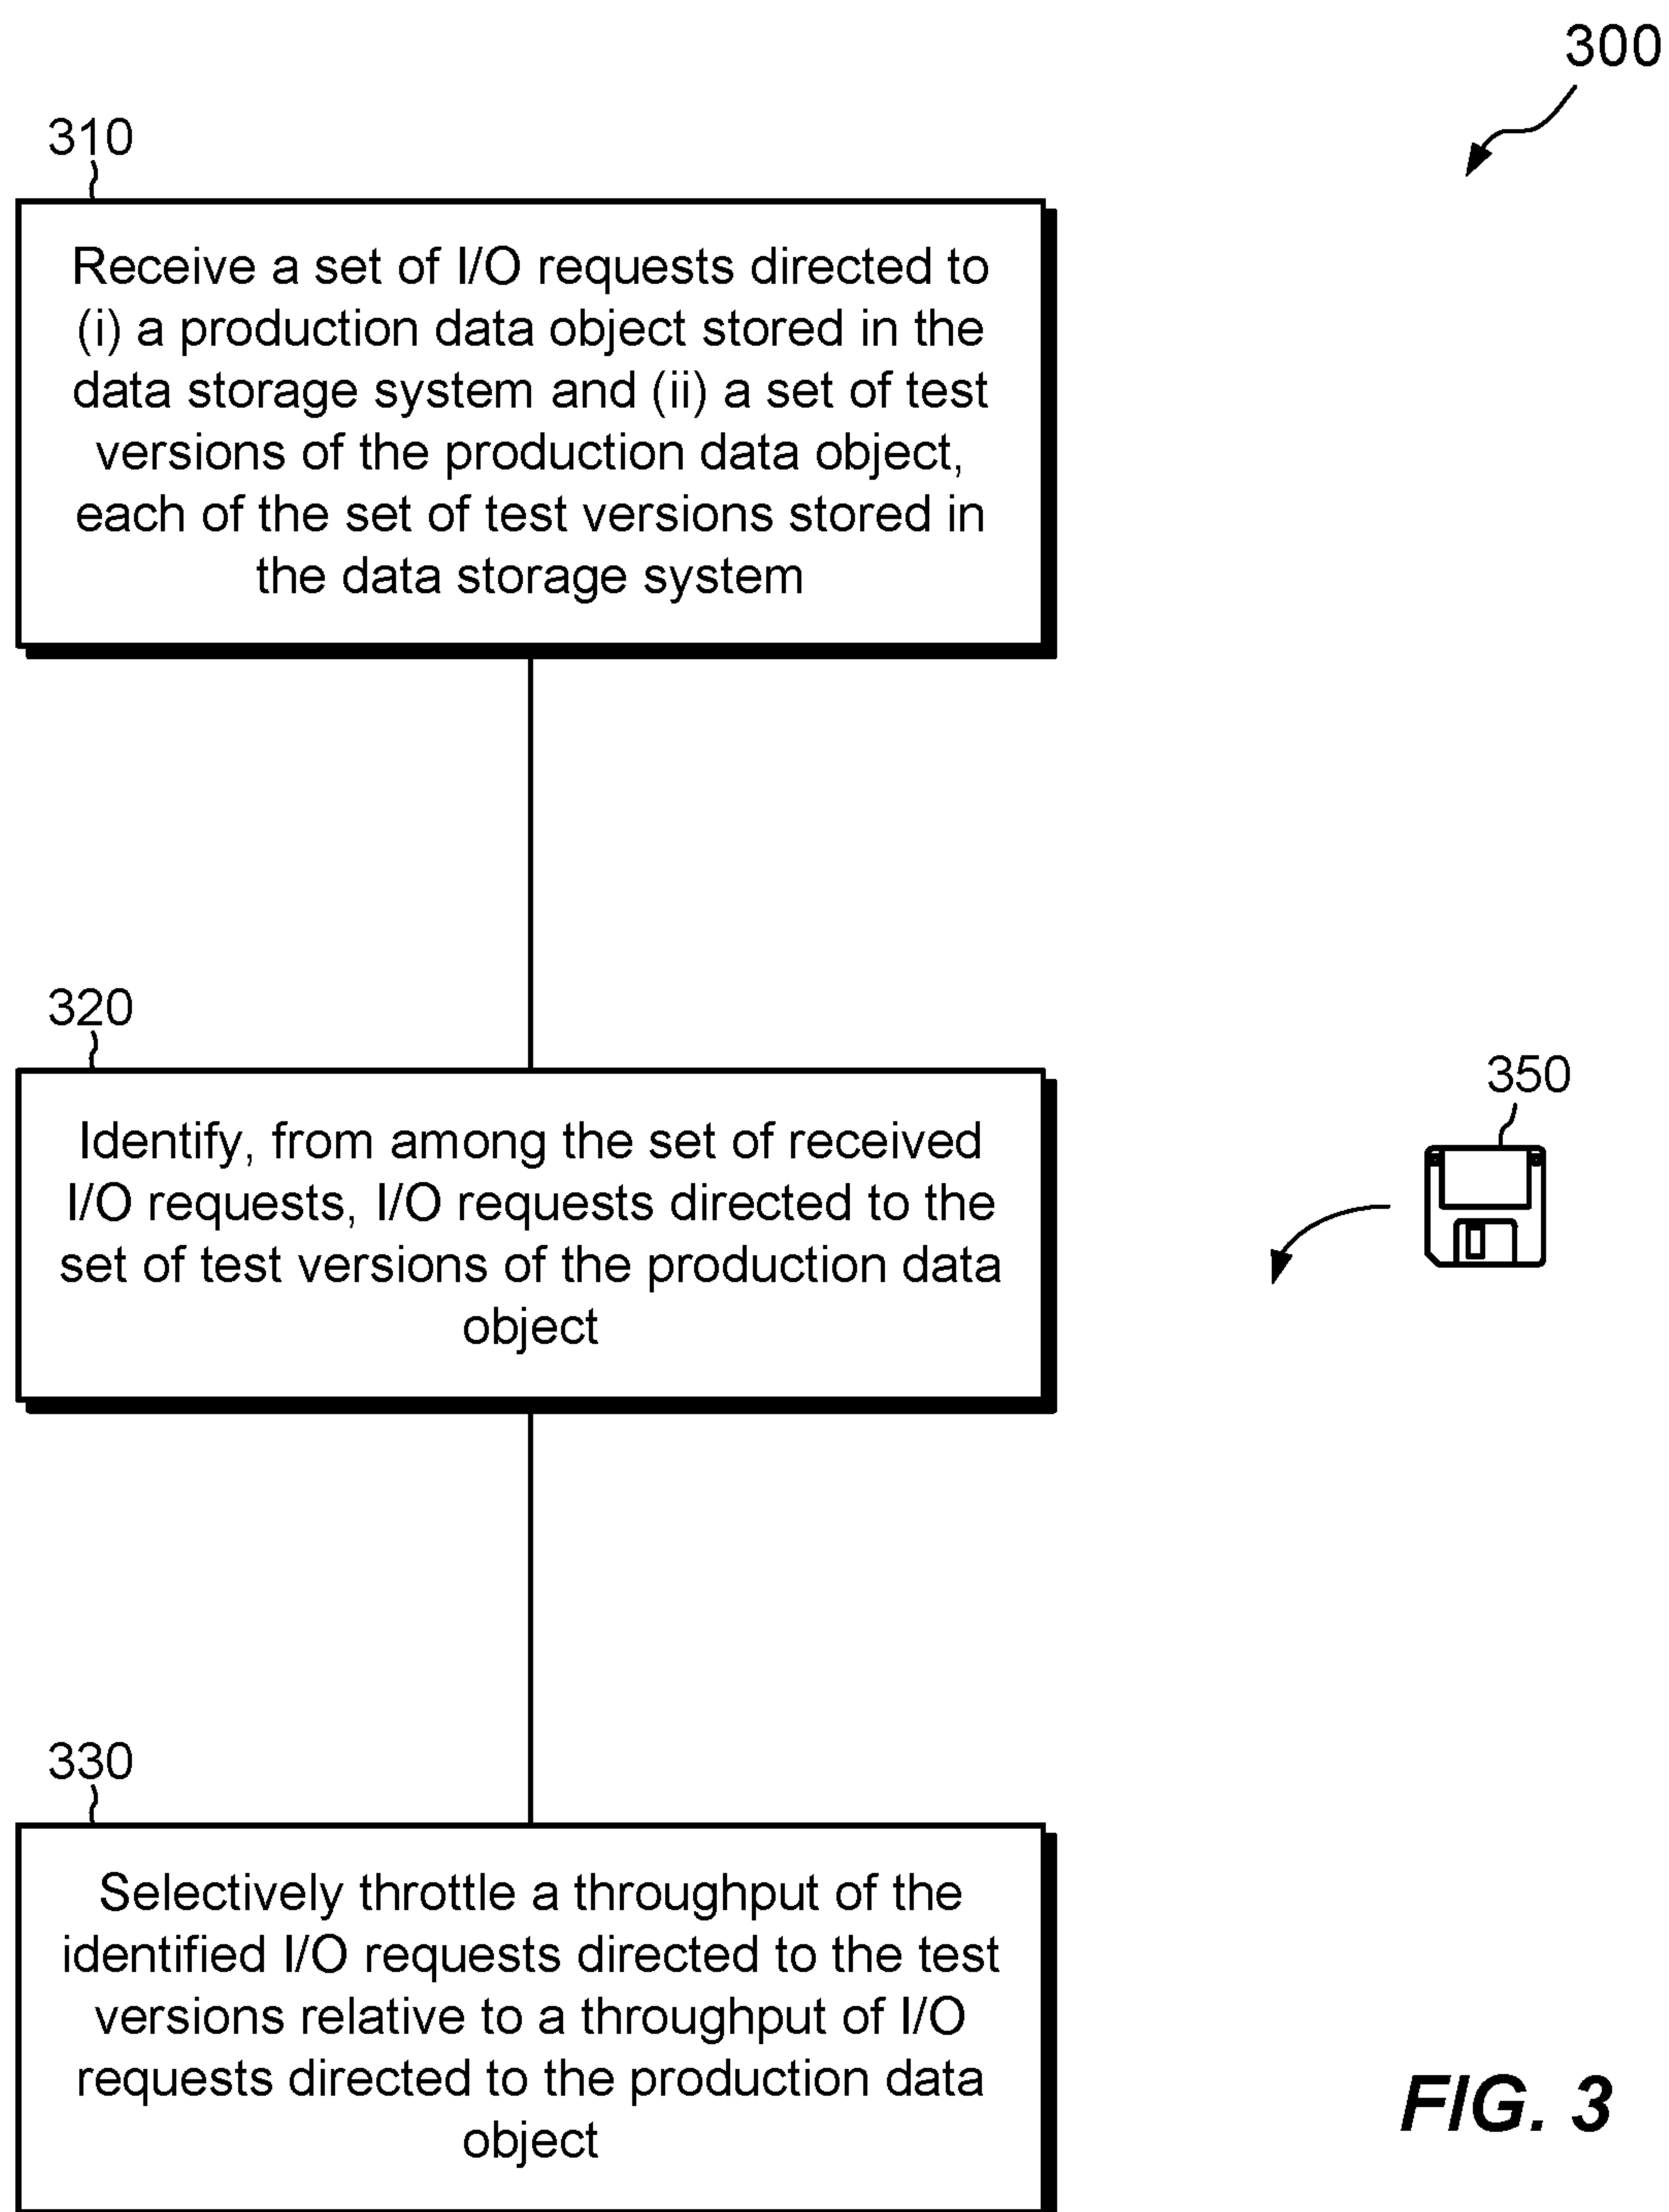 300
310
Receive a set of I/O requests directed to
(i) a production data object stored in the
data storage system and (ii) a set of test
versions of the production data object,
each of the set of test versions stored in
the data storage system
320
Identify, from among the set of received
I/O requests, I/O requests directed to the
set of test versions of the production data
object
350
330
Selectively throttle a throughput of the
identified I/O requests directed to the test
versions relative to a throughput of I/O
requests directed to the production data
object
FIG. 3